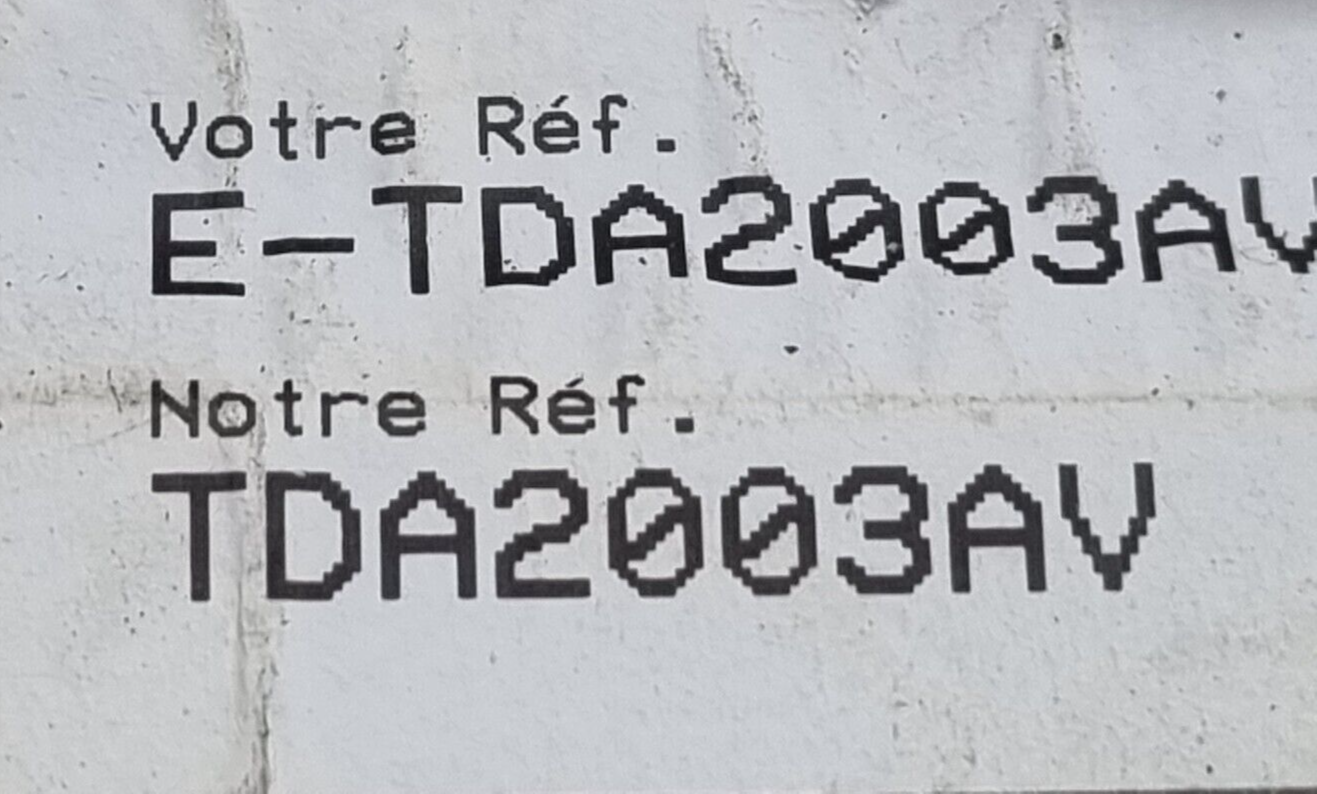 Votre Réf.
E-TDA2003AV
Notre Réf.
TDA2003AV